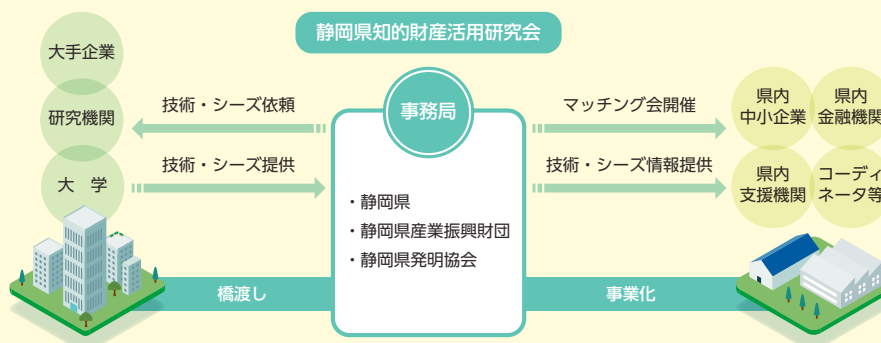 静岡県知的財産活用研究会
大手企業
研究機関
大　学
技術・シーズ依頼
技術・シーズ提供
事務局
・静岡県
・静岡県産業振興財団
・静岡県発明協会
マッチング会開催
技術・シーズ情報提供
県内
中小企業
県内
金融機関
県内
支援機関
コーディ
ネータ等
橋渡し
事業化